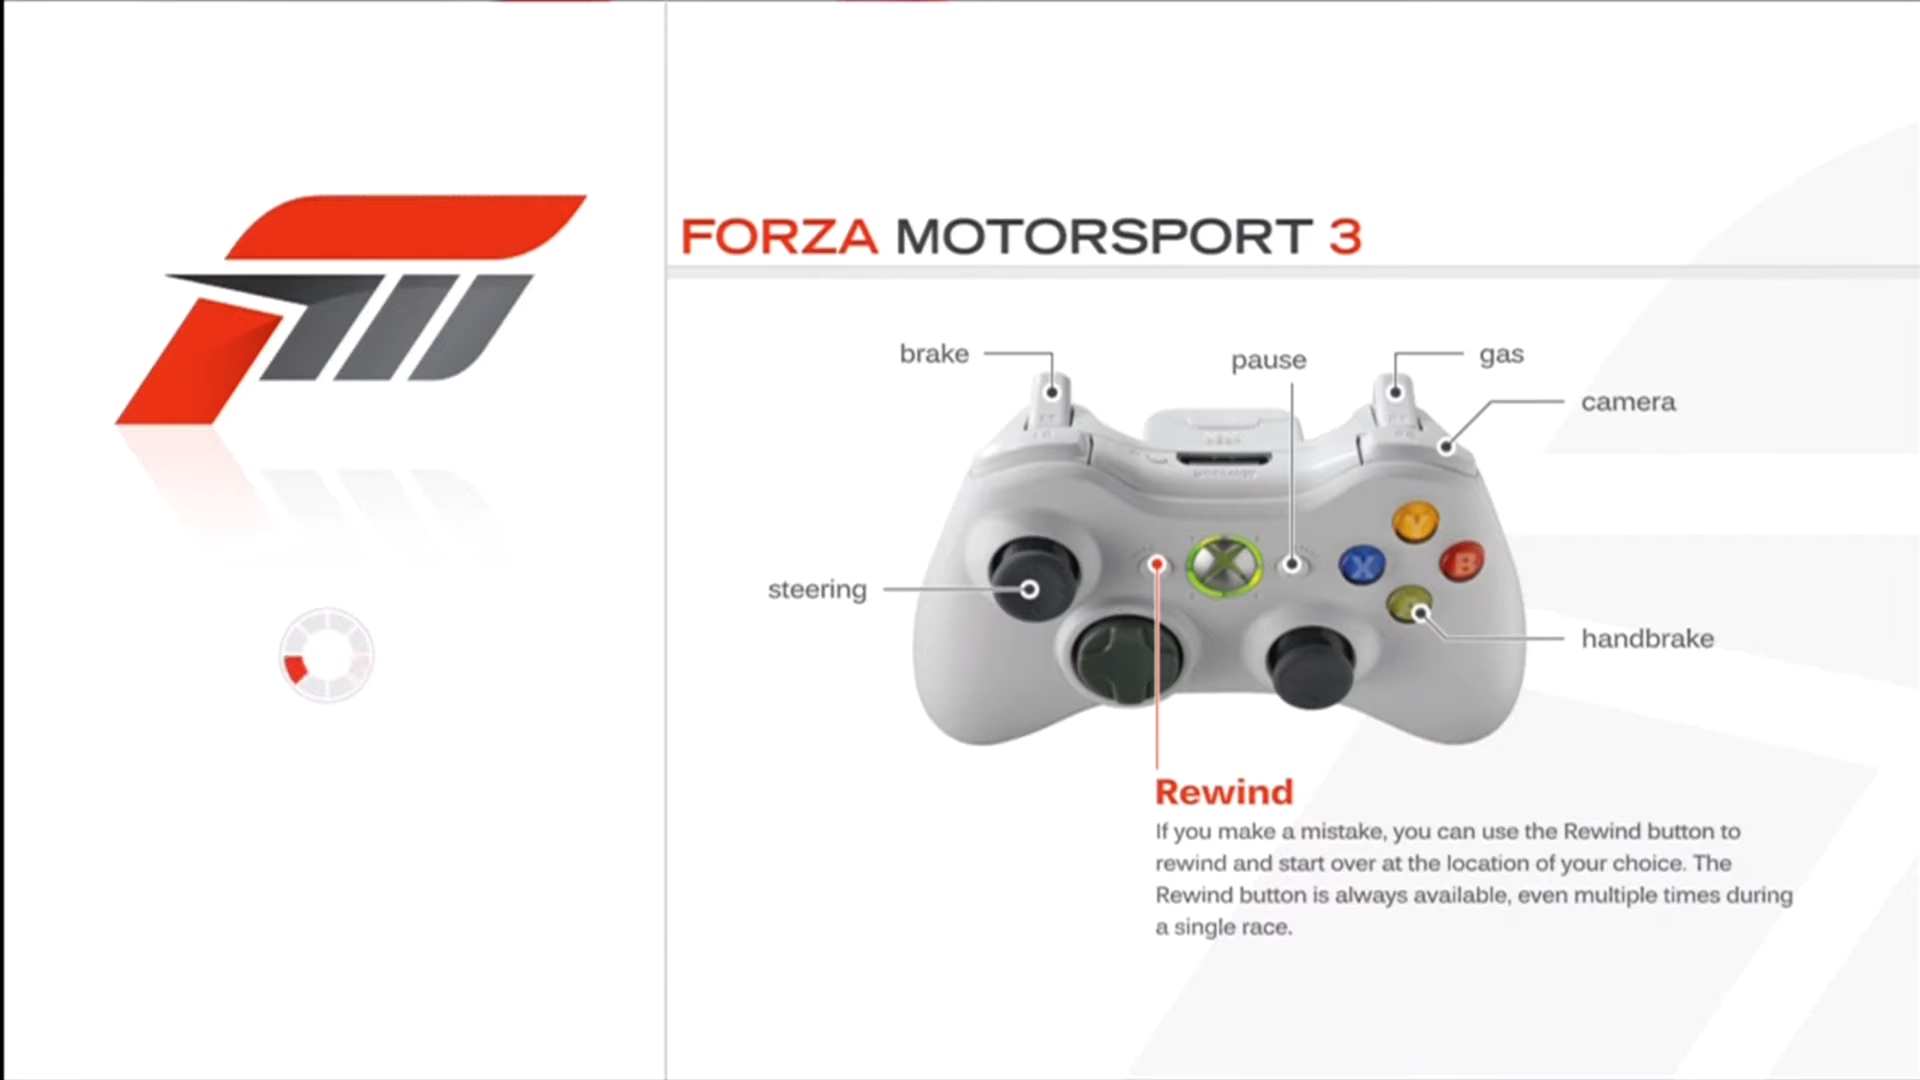 FORZA MOTORSPORT 3
brake
pause
gas
camera
steering
Y
X
B
handbrake
Rewind
If you make a mistake, you can use the Rewind button to
rewind and start over at the location of your choice. The
Rewind button is always available, even multiple times during
a single race.